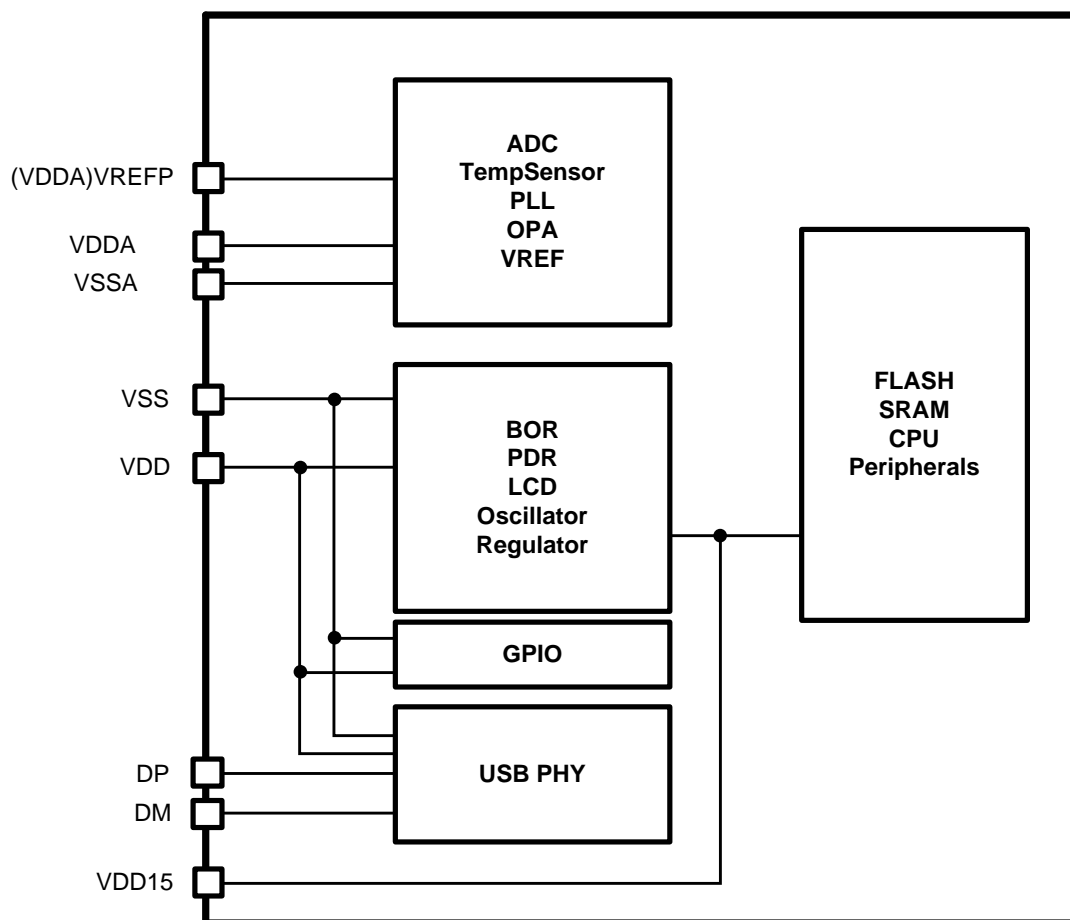 (VDDA)VREFP
VDDA
VSSA
VSS
VDD
DP
DM
VDD15
ADC
TempSensor
PLL
OPA
VREF
BOR
PDR
LCD
Oscillator
Regulator
GPIO
USB PHY
FLASH
SRAM
CPU
Peripherals